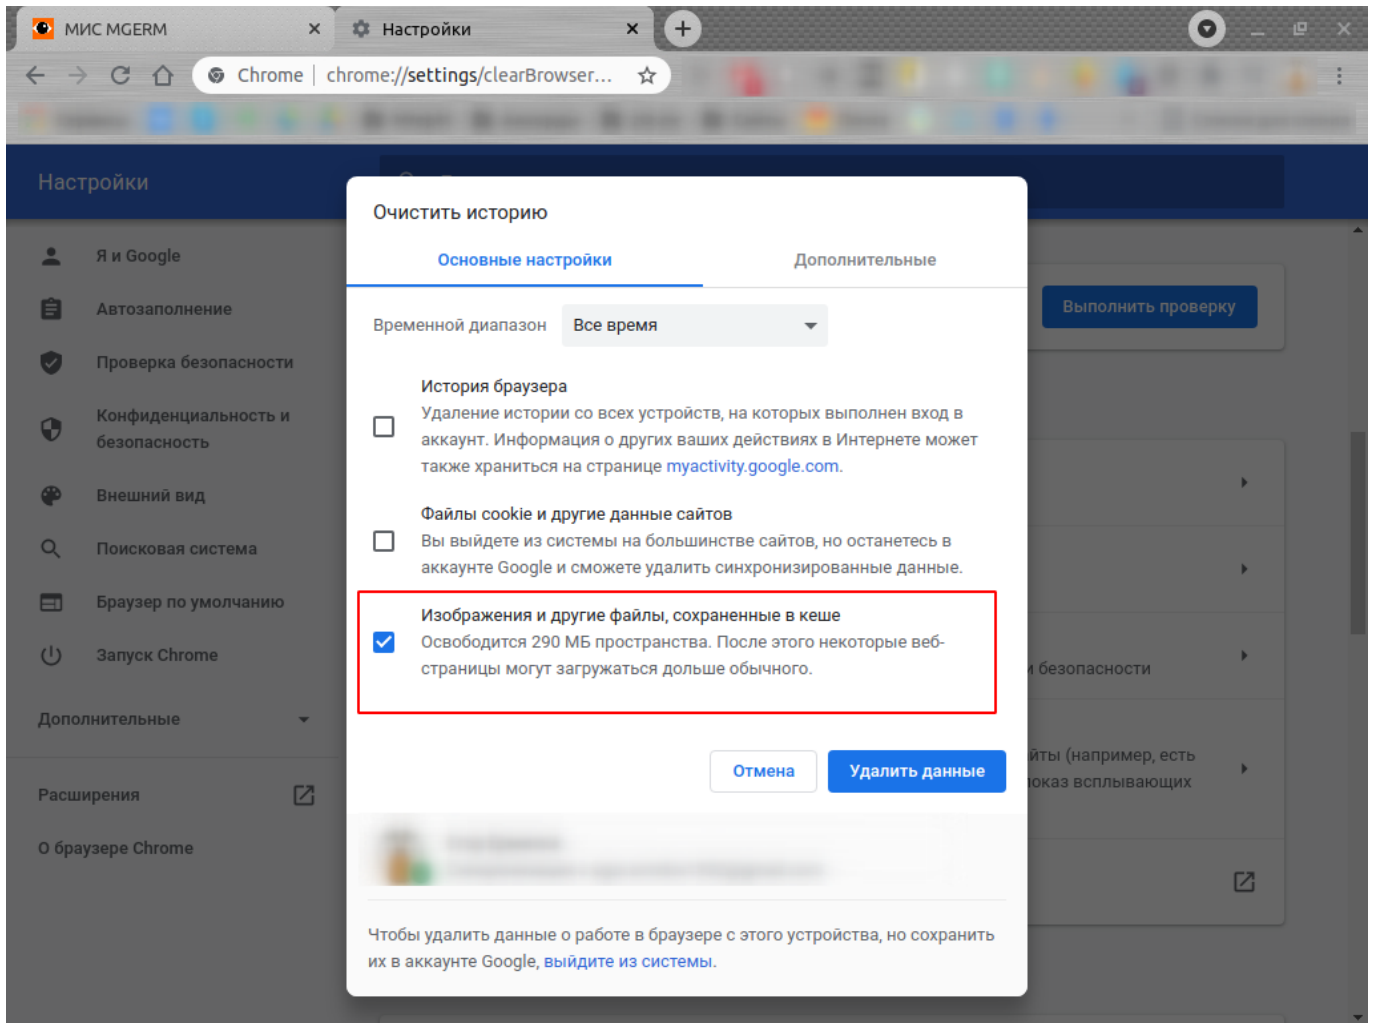 МИС MGERM
Настройки
Chrome | chrome://settings/clearBrowser...
Настройки
Я и Google
Автозаполнение
Проверка безопасности
Конфиденциальность и
безопасность
Внешний вид
Поисковая система
Браузер по умолчанию
Запуск Chrome
Дополнительные
Расширения
О браузере Chrome
Выполнить проверку
Очистить историю
Основные настройки
Дополнительные
Временной диапазон
Все время
История браузера
Удаление истории со всех устройств, на которых выполнен вход в
аккаунт. Информация о других ваших действиях в Интернете может
также храниться на странице myactivity.google.com.
Файлы cookie и другие данные сайтов
Вы выйдете из системы на большинстве сайтов, но останетесь в
аккаунте Google и сможете удалить синхронизированные данные.
Изображения и другие файлы, сохраненные в кеше
Освободится 290 МБ пространства. После этого некоторые веб-
страницы могут загружаться дольше обычного.
Отмена
Удалить данные
Чтобы удалить данные о работе в браузере с этого устройства, но сохранить
их в аккаунте Google, выйдите из системы.
и безопасности
йты (например, есть
оказ всплывающих